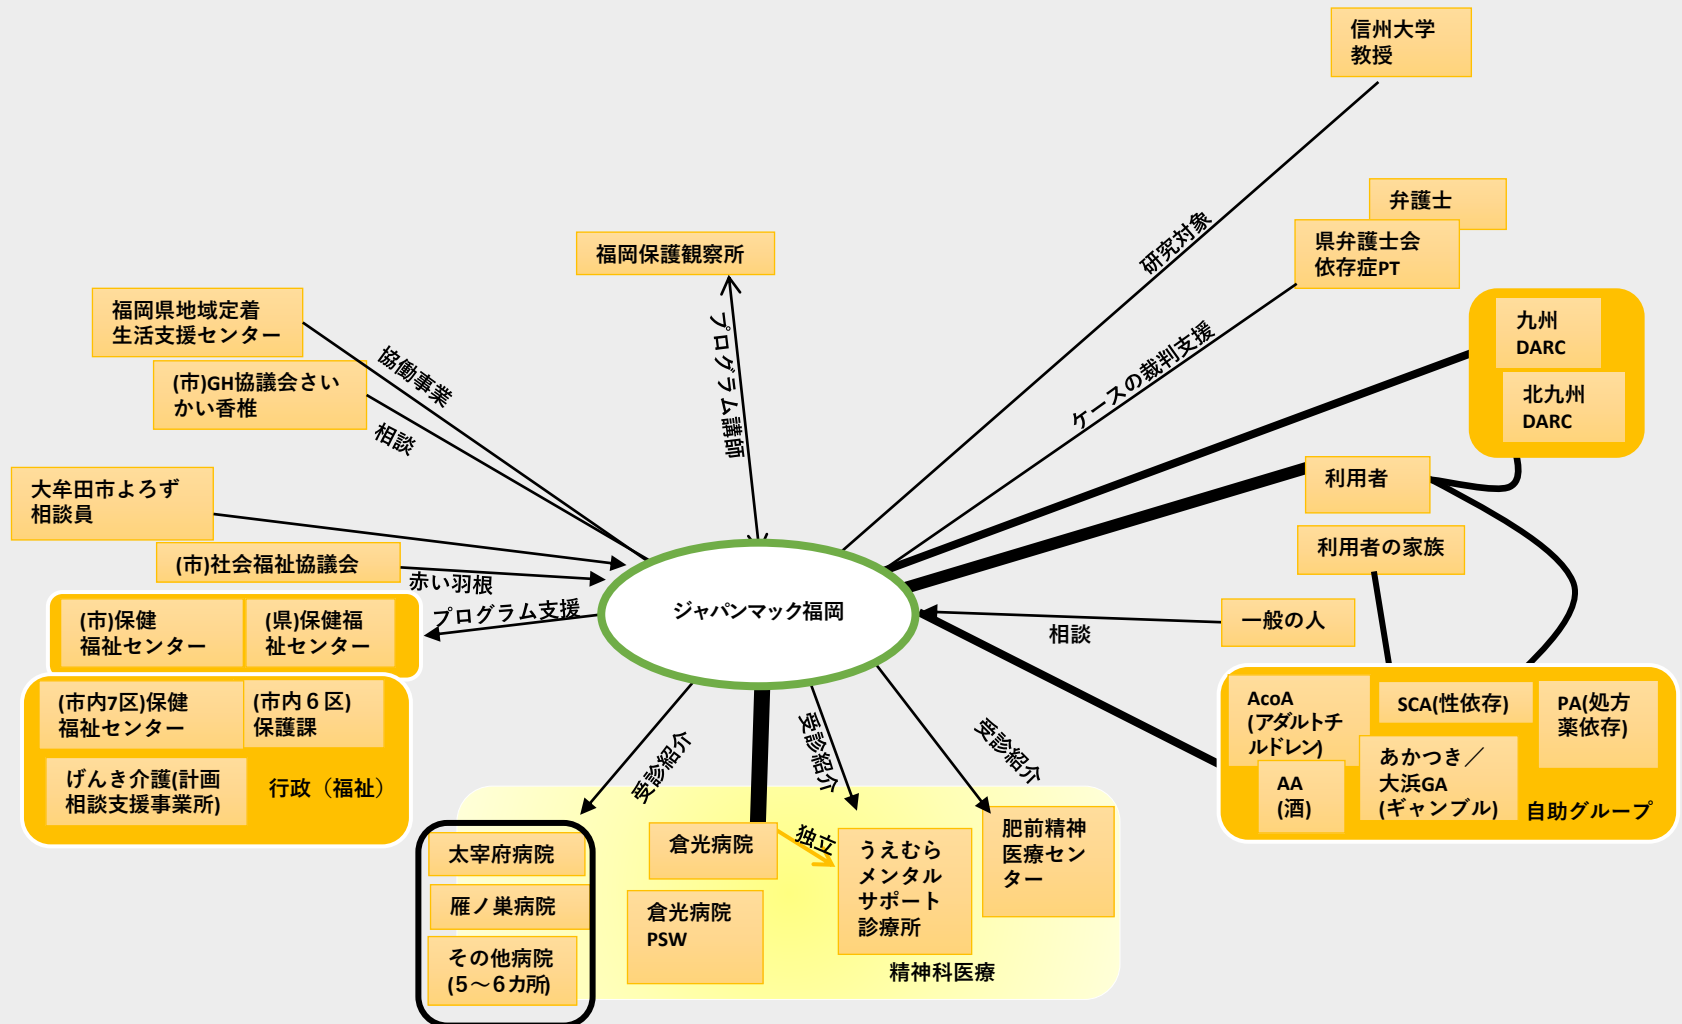 信州大学
教授
弁護士
県弁護士会
依存症PT
研究対象
ケースの裁判支援
福岡保護観察所
プログラム講師
福岡県地域定着
生活支援センター
協働事業
(市)GH協議会さい
かい香椎
相談
九州
DARC
北九州
DARC
利用者
利用者の家族
大牟田市よろず
相談員
(市)社会福祉協議会
赤い羽根
プログラム支援
ジャパンマック福岡
一般の人
相談
(市)保健
福祉センター
(県)保健福
祉センター
(市内7区)保健
福祉センター
(市内６区)
保護課
げんき介護(計画
相談支援事業所)
行政（福祉）
受診紹介
受診紹介
受診紹介
AcoA
(アダルトチ
ルドレン)
SCA(性依存)
PA(処方
薬依存)
AA
(酒)
あかつき／
大浜GA
(ギャンブル)
自助グループ
太宰府病院
雁ノ巣病院
その他病院
(５～６カ所)
倉光病院
独立
倉光病院
PSW
うえむら
メンタル
サポート
診療所
肥前精神
医療セン
ター
精神科医療